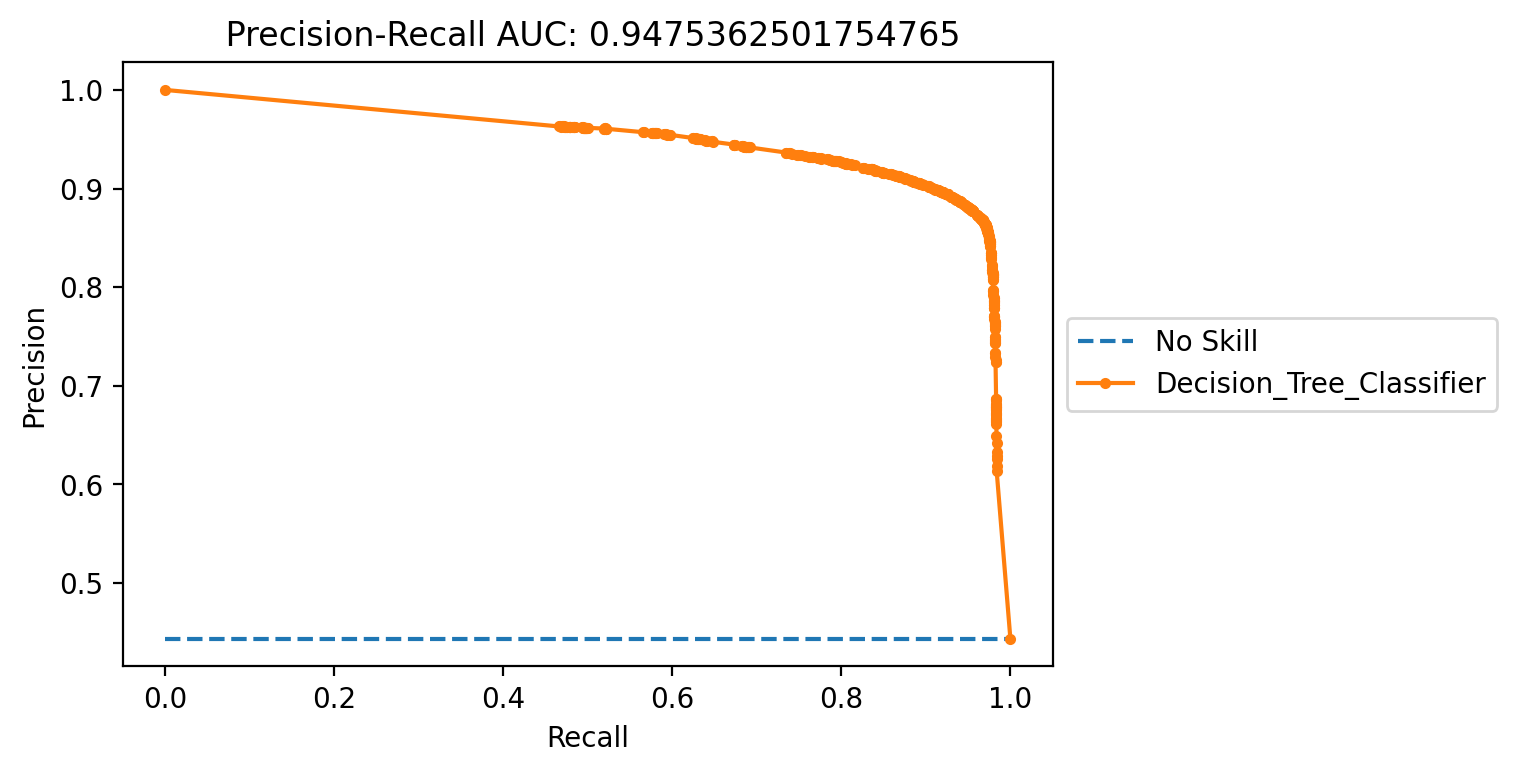 Precision-Recall AUC: 0.9475362501754765
1.0
0.9
0.8
0.7
0.6
0.5
Precision
0.0 0.2 0.4 0.6 0.8 1.0
Recall
No Skill
Decision_Tree_Classifier